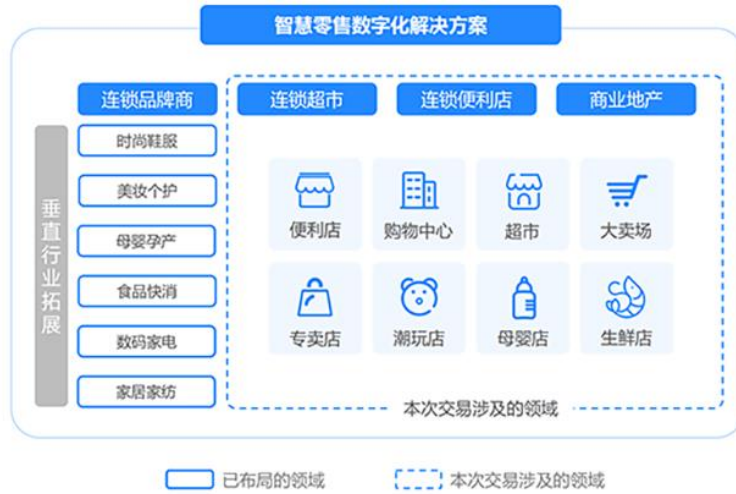 智慧零售数字化解决方案
连锁品牌商
连锁超市
连锁便利店
商业地产
垂直行业拓展
时尚鞋服
美妆个护
母婴孕产
食品快消
数码家电
家居家纺
便利店
购物中心
超市
大卖场
专卖店
潮玩店
母婴店
生鲜店
本次交易涉及的领域
已布局的领域
本次交易涉及的领域